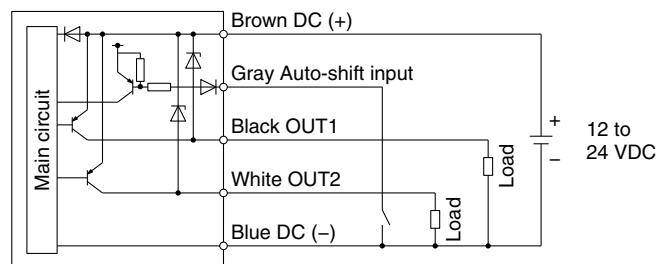 Brown DC (+)
Gray Auto-shift input
Main circuit
Black OUT1
+
12 to
24 VDC
−
Load
White OUT2
Load
Blue DC (−)